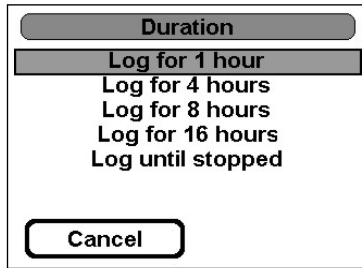 Duration
Log for 1 hour
Log for 4 hours
Log for 8 hours
Log for 16 hours
Log until stopped
Cancel